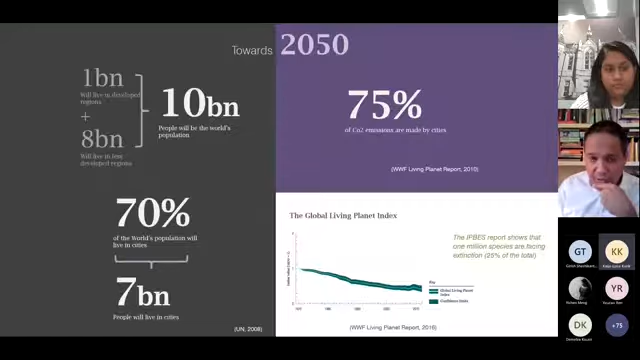 Towards 2050
1bn
Will live in developed
regions
+
8bn
Will live in less
developed regions
10bn
People will be the world's
population
70%
of the World's population will
live in cities
7bn
People will live in cities
(UN, 2008)
75%
of Co2 emissions are made by
cities
(WWF Living Planet Report, 2010)
The Global Living Planet Index
The IPBES report shows that
one million species are facing
extinction (25% of the total)
Key
Global Living Planet
Index
Confidence limits
(WWF Living Planet Report, 2016)
GT
KK
YR
DK
+75